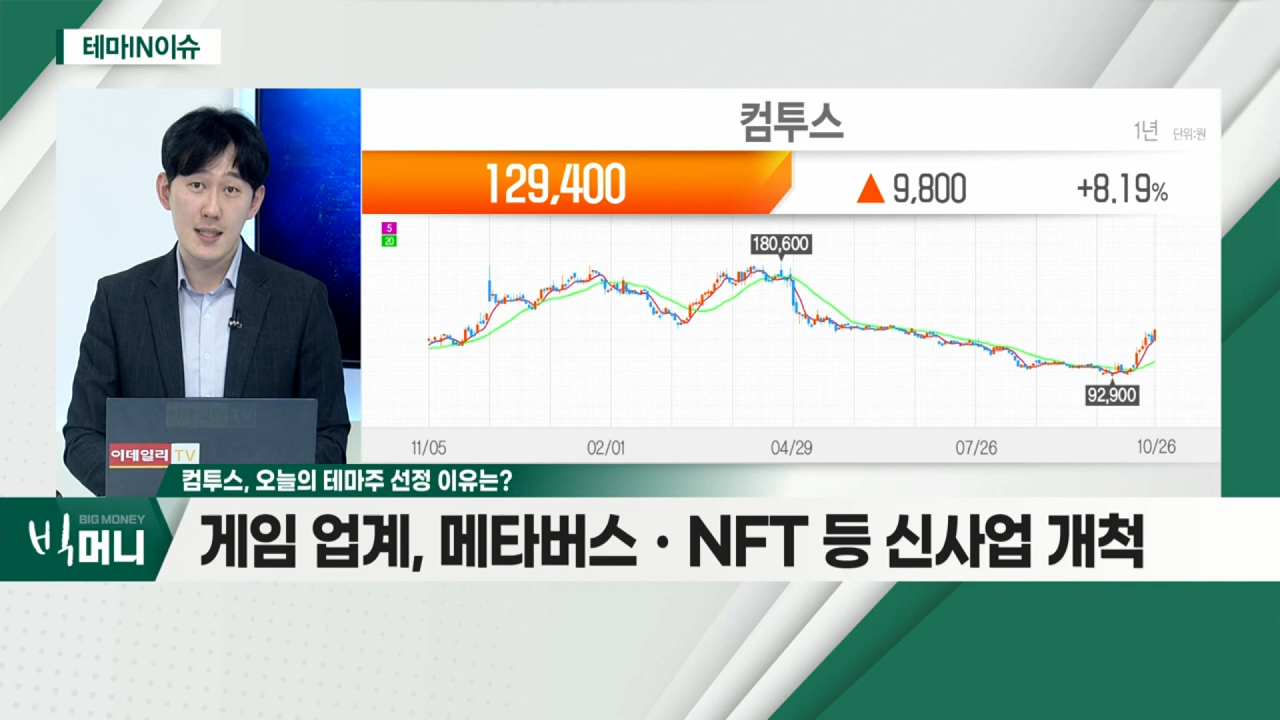 테마IN이슈
컴투스
1년 단위:원
129,400 ▲ 9,800 +8.19%
5
20
180,600
92,900
11/05 02/01 04/29 07/26 10/26
이데일리TV
컴투스, 오늘의 테마주 선정 이유는?
BIG MONEY
빅머니
게임 업계, 메타버스 · NFT 등 신사업 개척